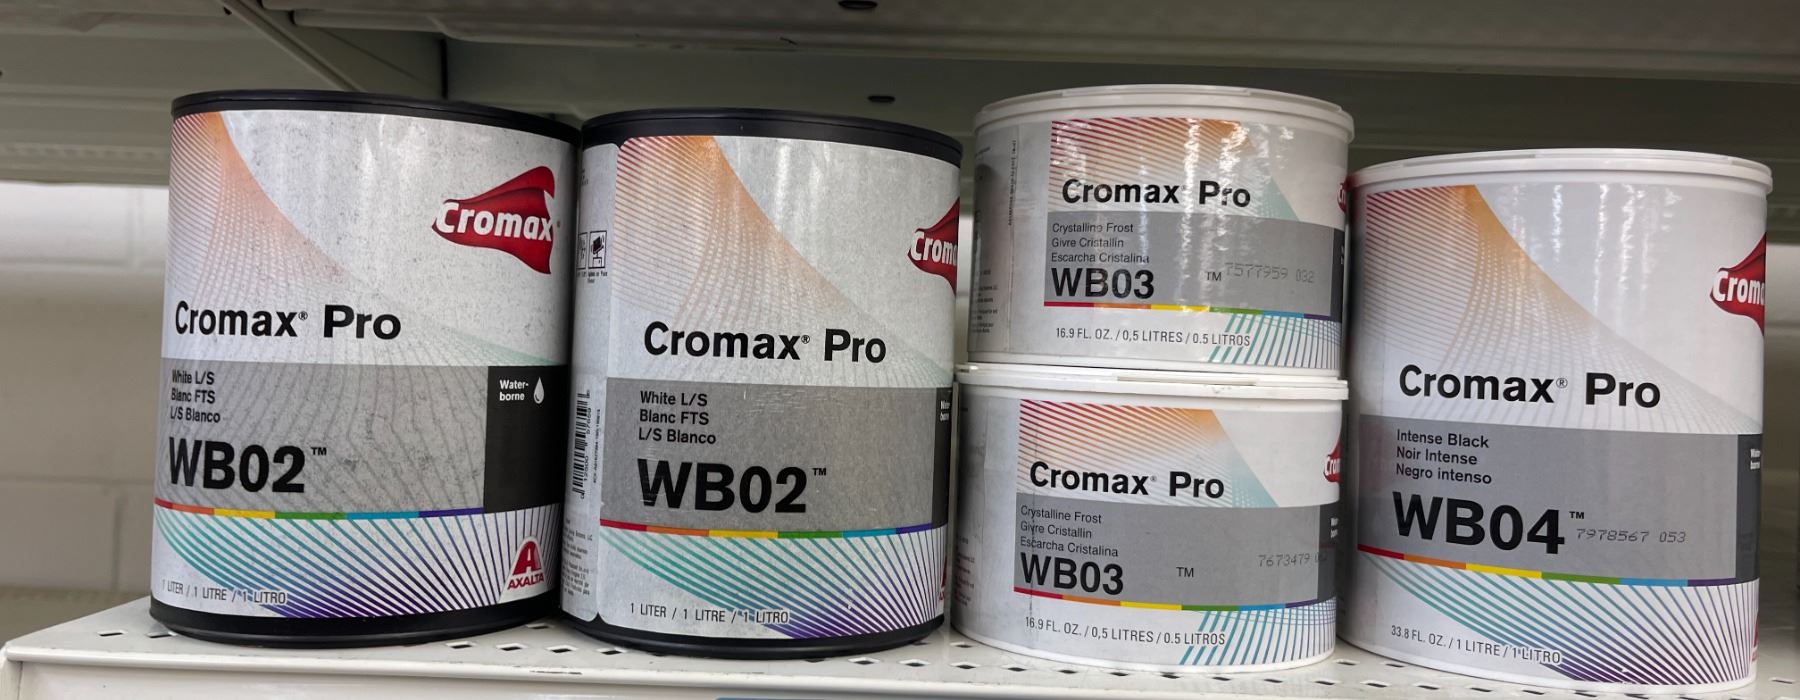 Cromax®
Cromax® Pro
White L/S
Blanc FTS
L/S Blanco
Water-
borne
WB02™
AXALTA
1 LITER / 1 LITRE / 1 LITRO
Cromax® Pro
White L/S
Blanc FTS
L/S Blanco
WB02™
1 LITER / 1 LITRE / 1 LITRO
Cromax Pro
Crystalline Frost
Givre Cristallin
Escarcha Cristalina
WB03 ™ 7577959 032
16.9 FL. OZ. / 0,5 LITRES / 0.5 LITROS
Cromax® Pro
Crystalline Frost
Givre Cristallin
Escarcha Cristalina
WB03 ™ 7673479
16.9 FL. OZ. / 0,5 LITRES / 0.5 LITROS
Cromax® Pro
Intense Black
Noir Intense
Negro intenso
WB04™ 7978567 053
33.8 FL. OZ. / 1 LITRE / 1 LITRO